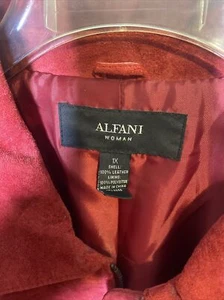 ALFANI
WOMAN
1X
SHELL:
100% LEATHER
LINING:
100% POLYESTER
MADE IN CHINA